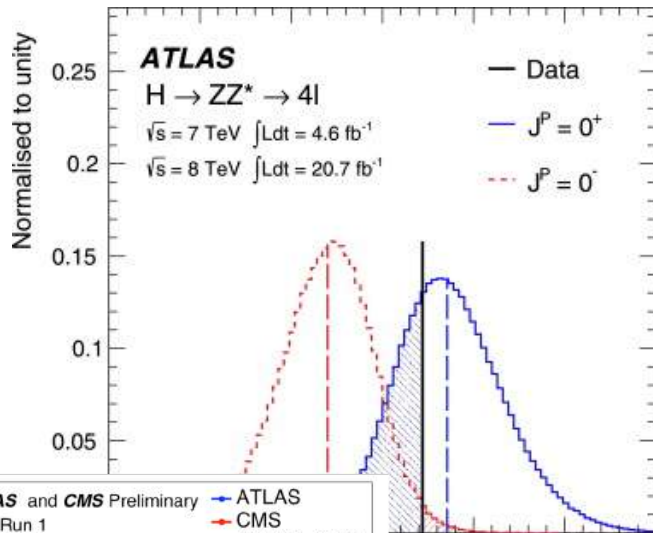 ATLAS
H → ZZ* → 4l
√s = 7 TeV ∫Ldt = 4.6 fb⁻¹
√s = 8 TeV ∫Ldt = 20.7 fb⁻¹
Data
Jᴾ = 0⁺
Jᴾ = 0⁻
Normalised to unity
0.25
0.2
0.15
0.1
0.05
and CMS Preliminary
Run 1
ATLAS
CMS